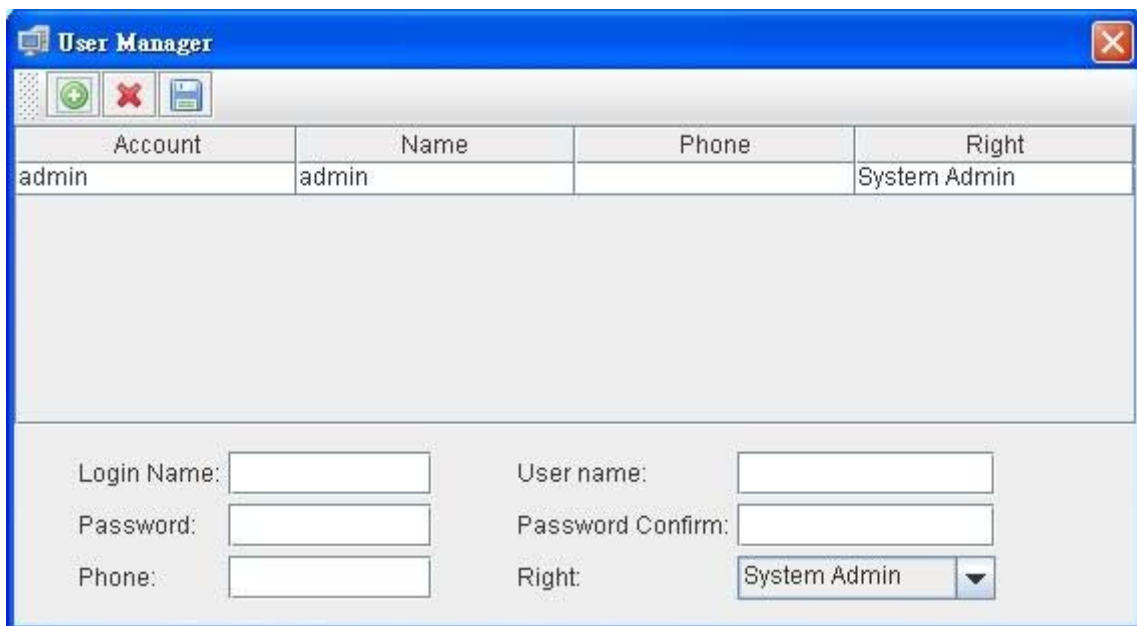 User Manager
Account Name Phone Right
admin admin System Admin
Login Name: User name:
Password: Password Confirm:
Phone: Right: System Admin